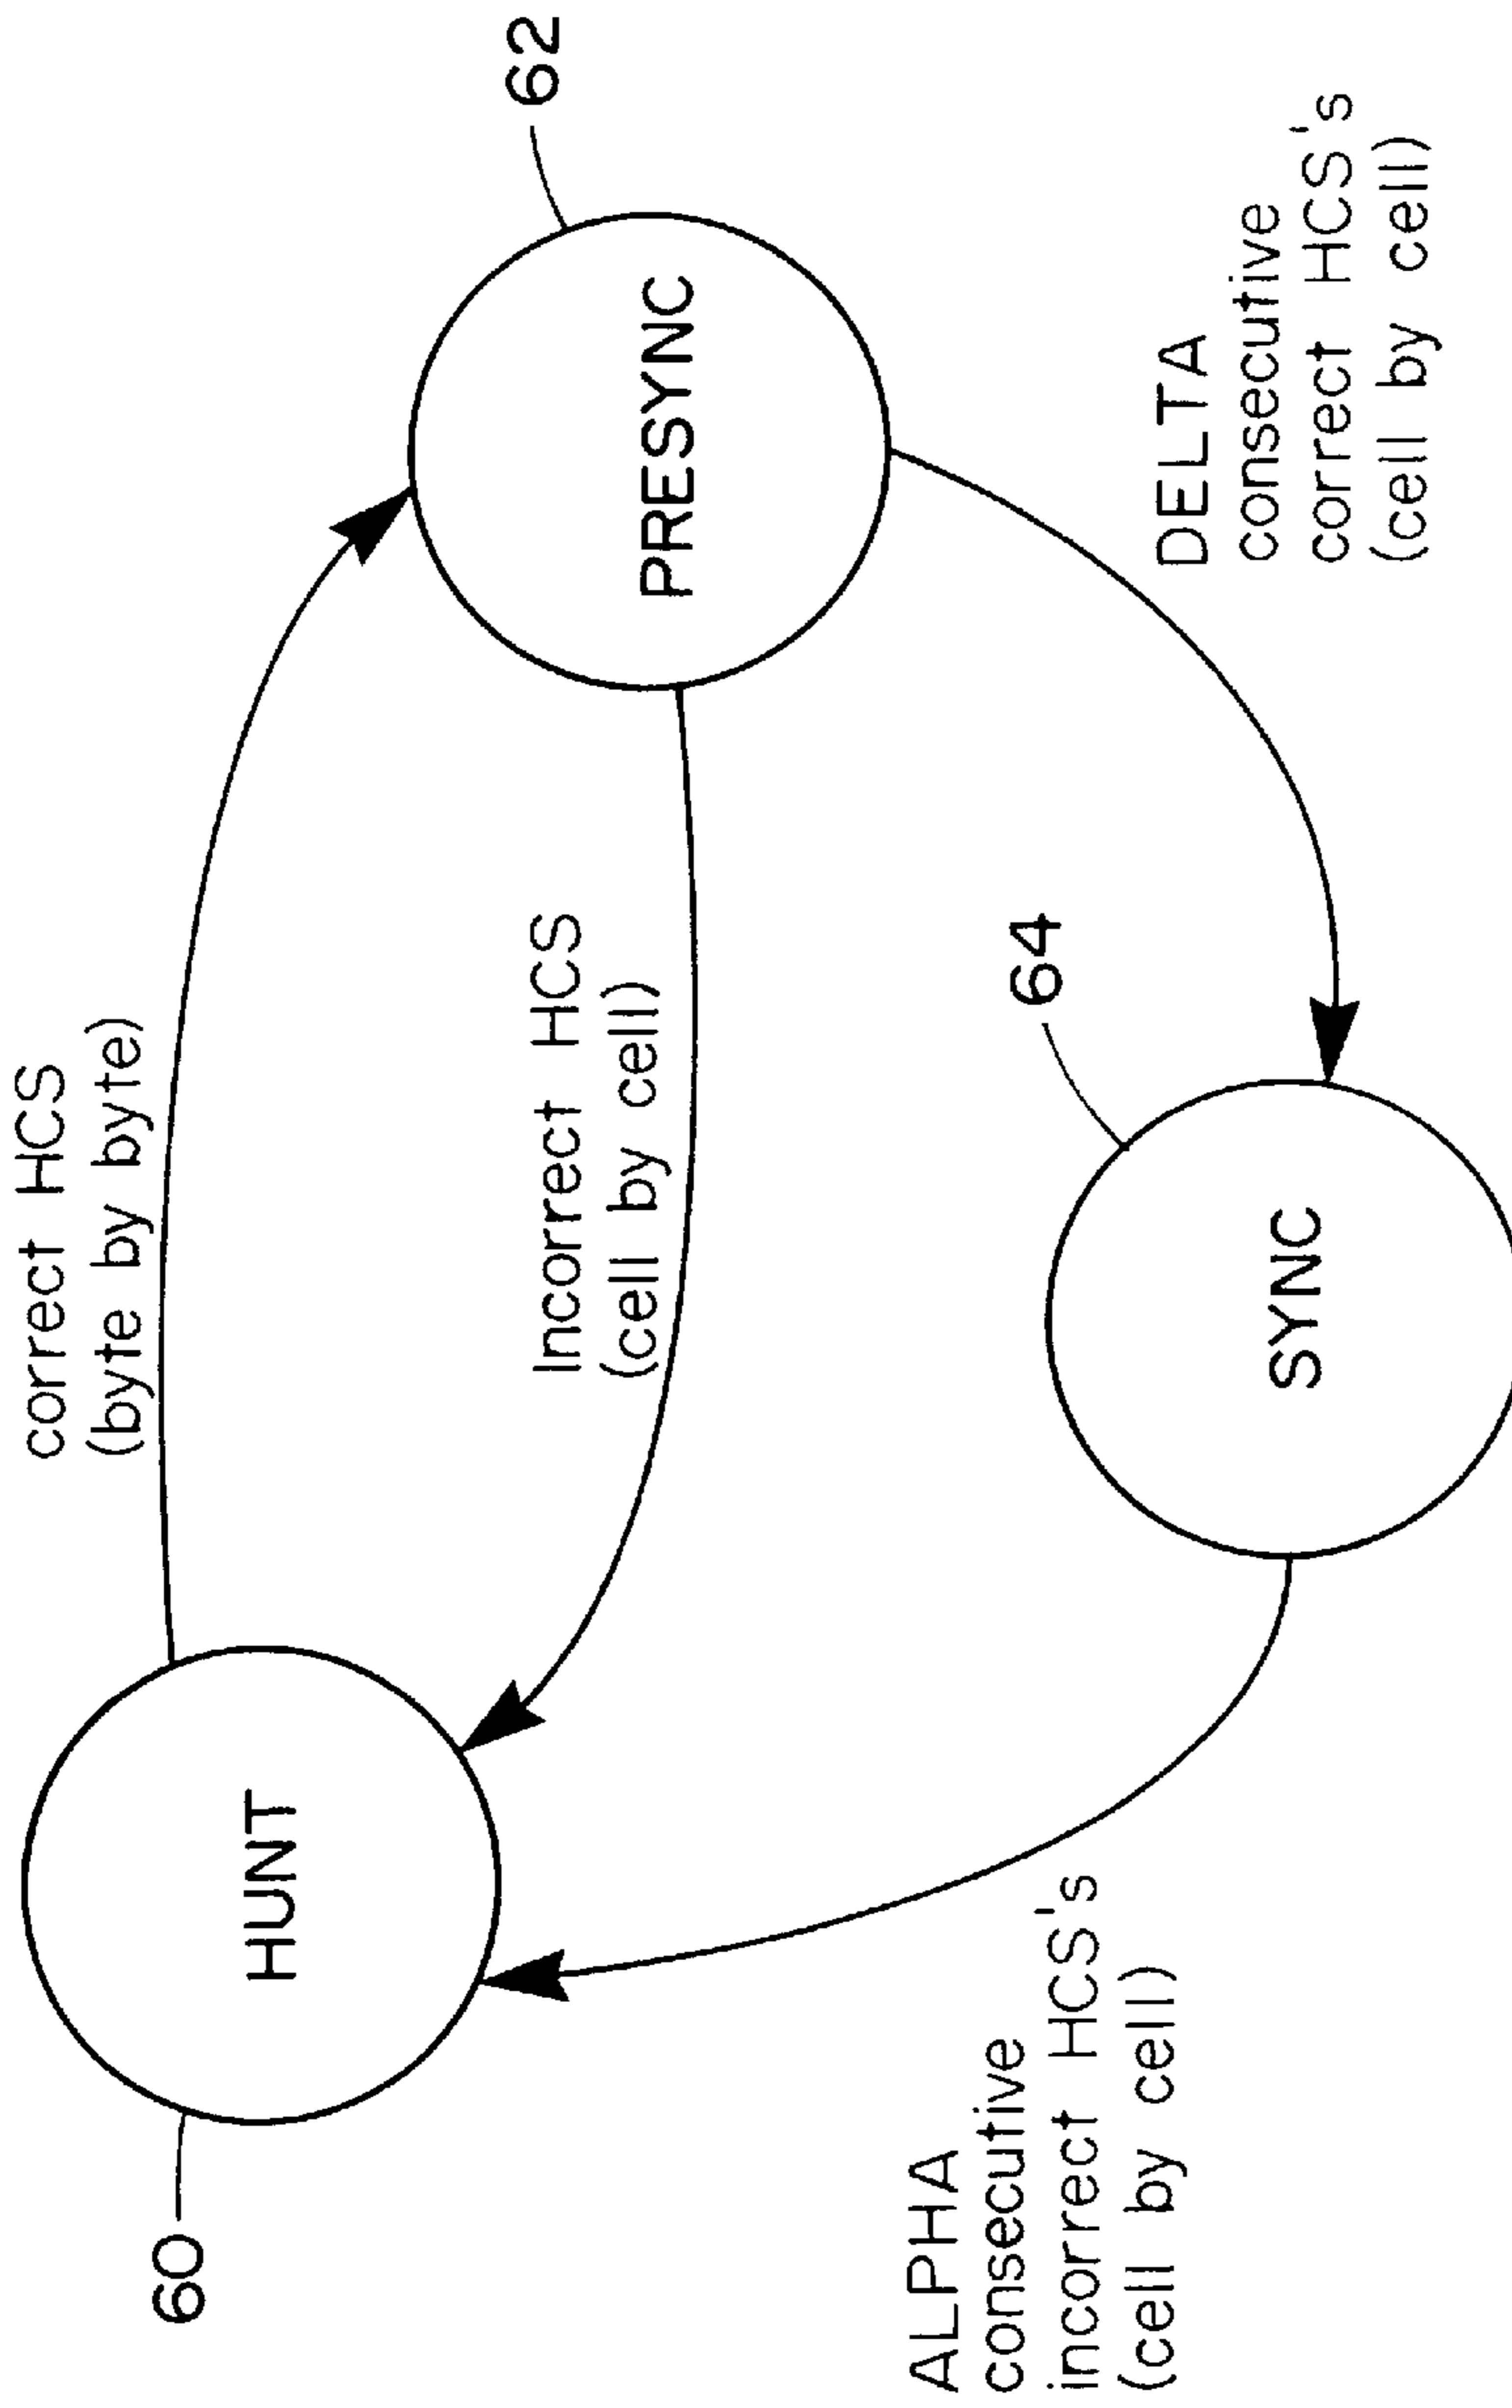 correct HCS
(byte by byte)
62
60
HUNT
PRESYNC
Incorrect HCS
(cell by cell)
64
SYNC
DELTA
consecutive
correct HCS's
(cell by cell)
ALPHA
consecutive
incorrect HCS's
(cell by cell)